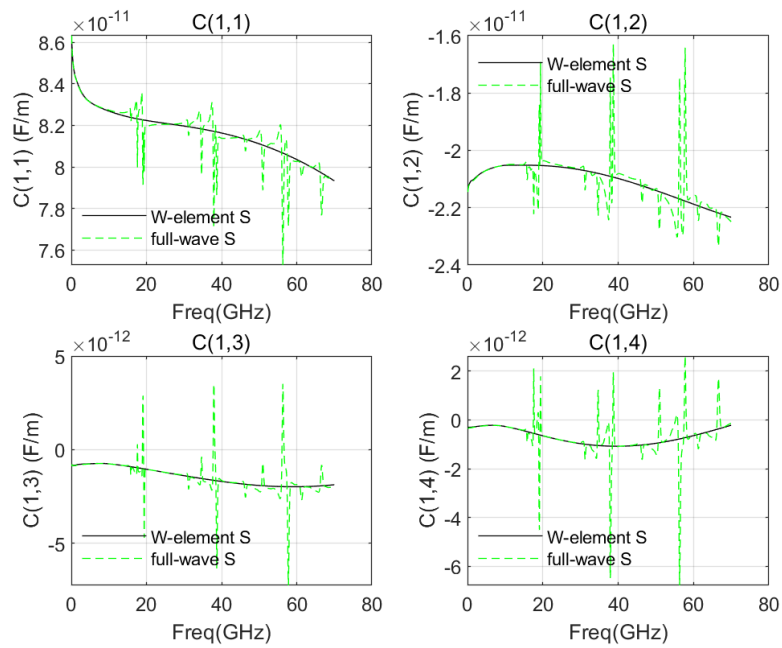 ×10⁻¹¹
C(1,1)
8.6
8.4
8.2
8
7.8
7.6
C(1,1) (F/m)
W-element S
full-wave S
0 20 40 60 80
Freq(GHz)
×10⁻¹¹
C(1,2)
-1.6
-1.8
-2
-2.2
-2.4
C(1,2) (F/m)
W-element S
full-wave S
0 20 40 60 80
Freq(GHz)
×10⁻¹²
C(1,3)
5
0
-5
C(1,3) (F/m)
W-element S
full-wave S
0 20 40 60 80
Freq(GHz)
×10⁻¹²
C(1,4)
2
0
-2
-4
-6
C(1,4) (F/m)
W-element S
full-wave S
0 20 40 60 80
Freq(GHz)